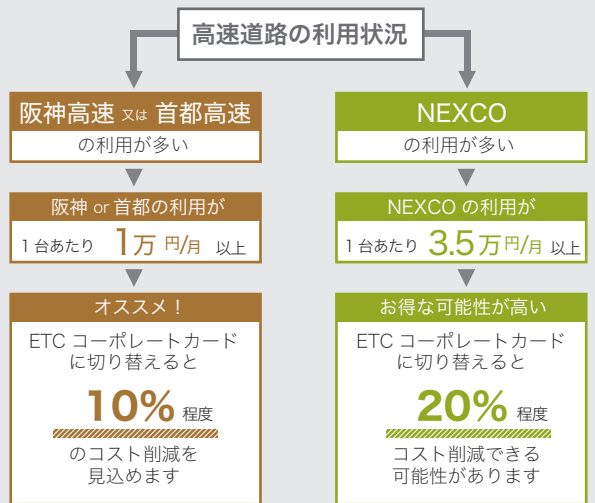 高速道路の利用状況
阪神高速 又は 首都高速
の利用が多い
阪神 or 首都の利用が
1台あたり 1万 円/月 以上
オススメ！
ETC コーポレートカード
に切り替えると
10% 程度
のコスト削減を
見込めます
NEXCO
の利用が多い
NEXCO の利用が
1台あたり 3.5万円/月 以上
お得な可能性が高い
ETC コーポレートカード
に切り替えると
20% 程度
コスト削減できる
可能性があります